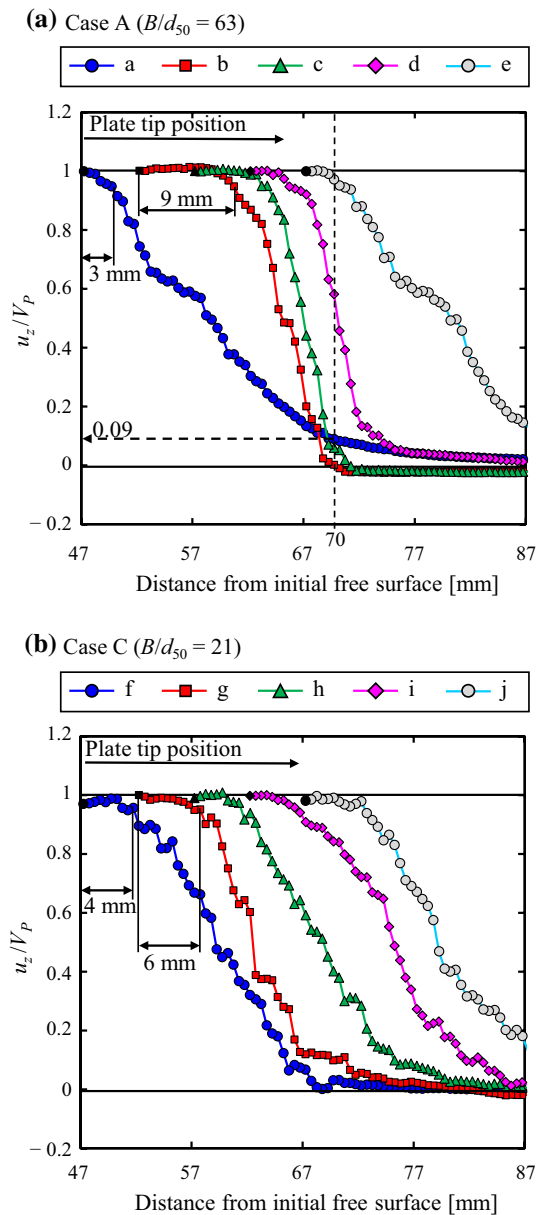 (a) Case A (B/d50 = 63)
a b c d e
1.2
Plate tip position
1
9 mm
0.8
3 mm
0.6
uz/VP
0.4
0.2
0.09
0
− 0.2
47 57 67 70 77 87
Distance from initial free surface [mm]
(b) Case C (B/d50 = 21)
f g h i j
1.2
Plate tip position
1
0.8
4 mm
0.6
6 mm
uz/VP
0.4
0.2
0
− 0.2
47 57 67 77 87
Distance from initial free surface [mm]